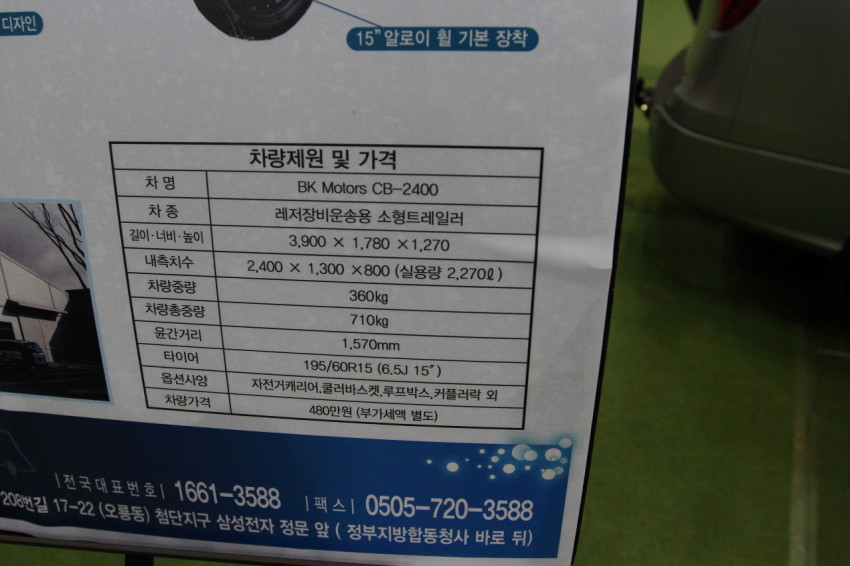 디자인
15"알로이 휠 기본 장착
차량제원 및 가격
차 명 BK Motors CB-2400
차 종 레저장비운송용 소형트레일러
길이·너비·높이 3,900 × 1,780 ×1,270
내측치수 2,400 × 1,300 ×800 (실용량 2,270ℓ)
차량중량 360kg
차량총중량 710kg
윤간거리 1,570mm
타이어 195/60R15 (6.5J 15")
옵션사양 자전거캐리어,쿨러바스켓,루프박스,커플러락 외
차량가격 480만원 (부가세액 별도)
|전국대표번호| 1661-3588 |팩스| 0505-720-3588
208번길 17-22 (오룡동) 첨단지구 삼성전자 정문 앞 ( 정부지방합동청사 바로 뒤)